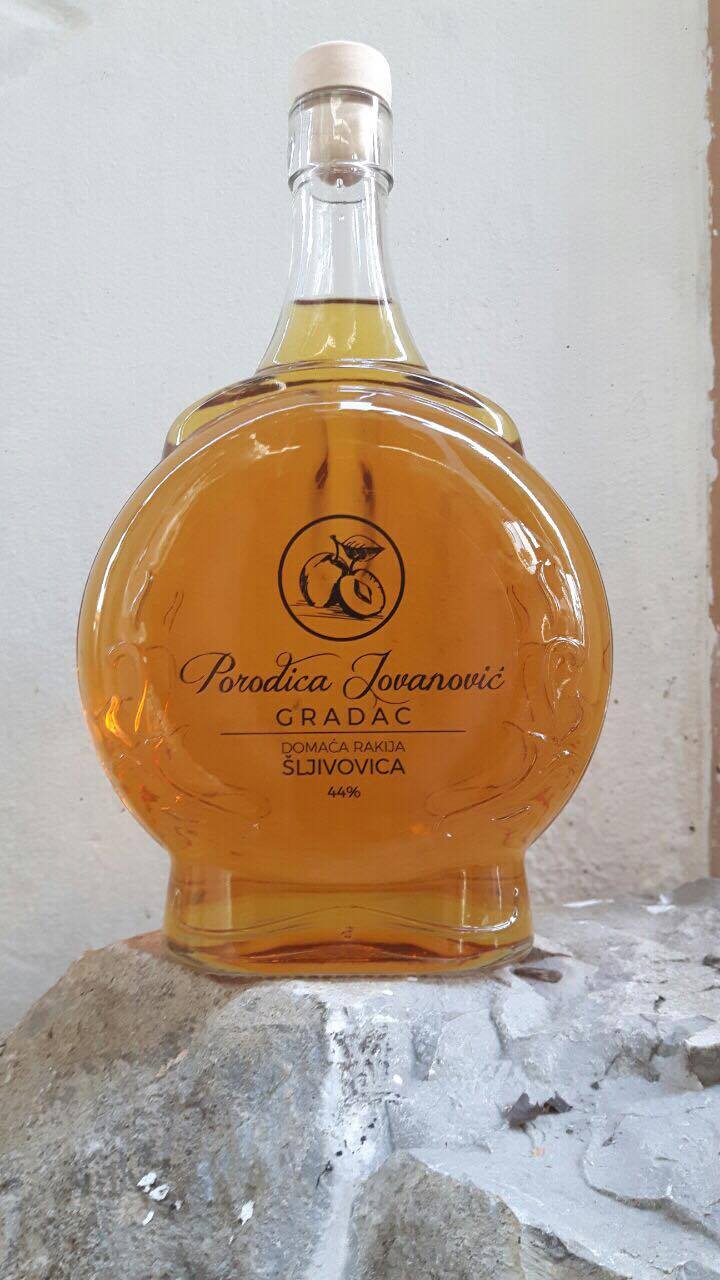 Porodica Jovanović
GRADAC
DOMAĆA RAKIJA
ŠLJIVOVICA
44%